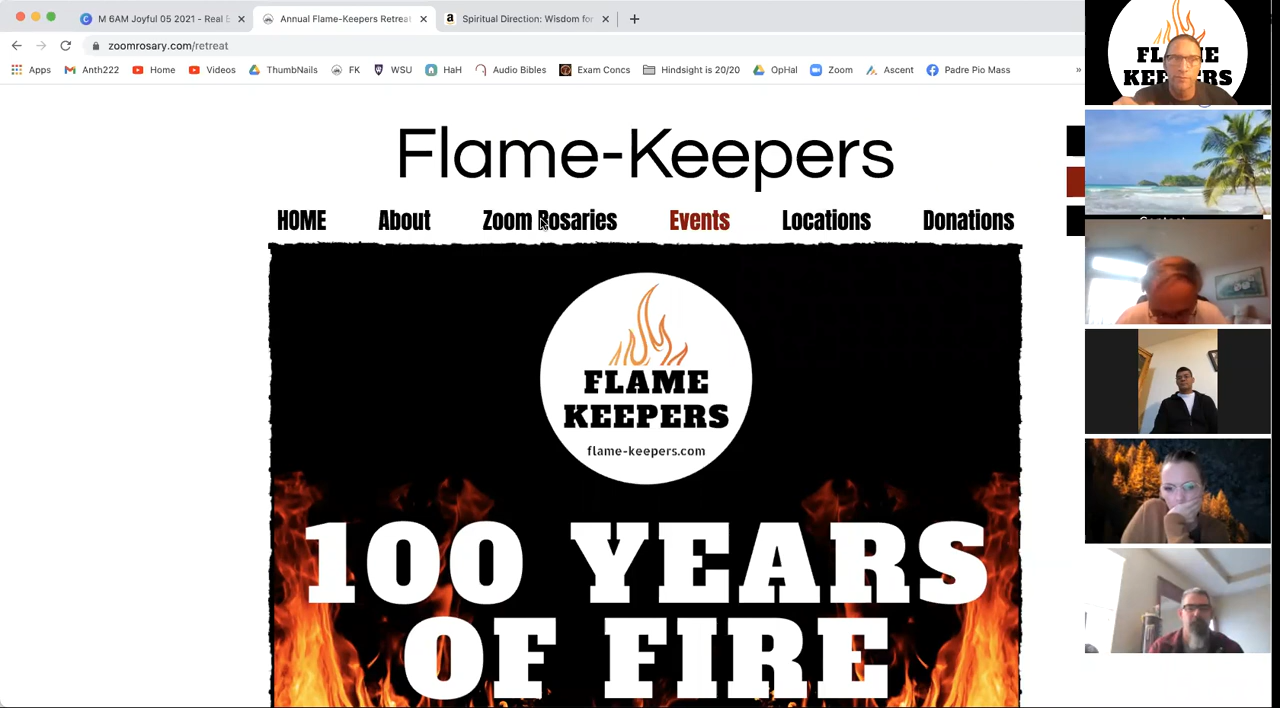 M 6AM Joyful 05 2021 - Real E
Annual Flame-Keepers Retreat
Spiritual Direction: Wisdom for
zoomrosary.com/retreat
Apps Anth222 Home Videos ThumbNails FK WSU HaH Audio Bibles Exam Concs Hindsight is 20/20 OpHal Zoom Ascent Padre Pio Mass »
Flame-Keepers
HOME About Zoom Rosaries Events Locations Donations
FLAME
KEEPERS
flame-keepers.com
100 YEARS
OF FIRE
FLAME
KEEPERS